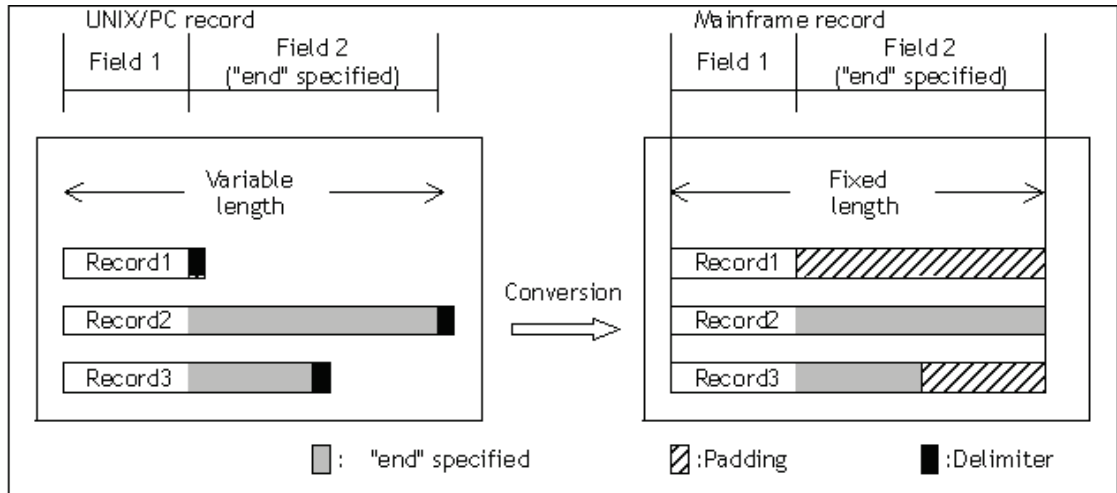 UNIX/PC record
Field 1
Field 2
("end" specified)
Variable
length
Record1
Record2
Record3
Conversion
Mainframe record
Field 1
Field 2
("end" specified)
Fixed
length
Record1
Record2
Record3
: "end" specified
:Padding
:Delimiter